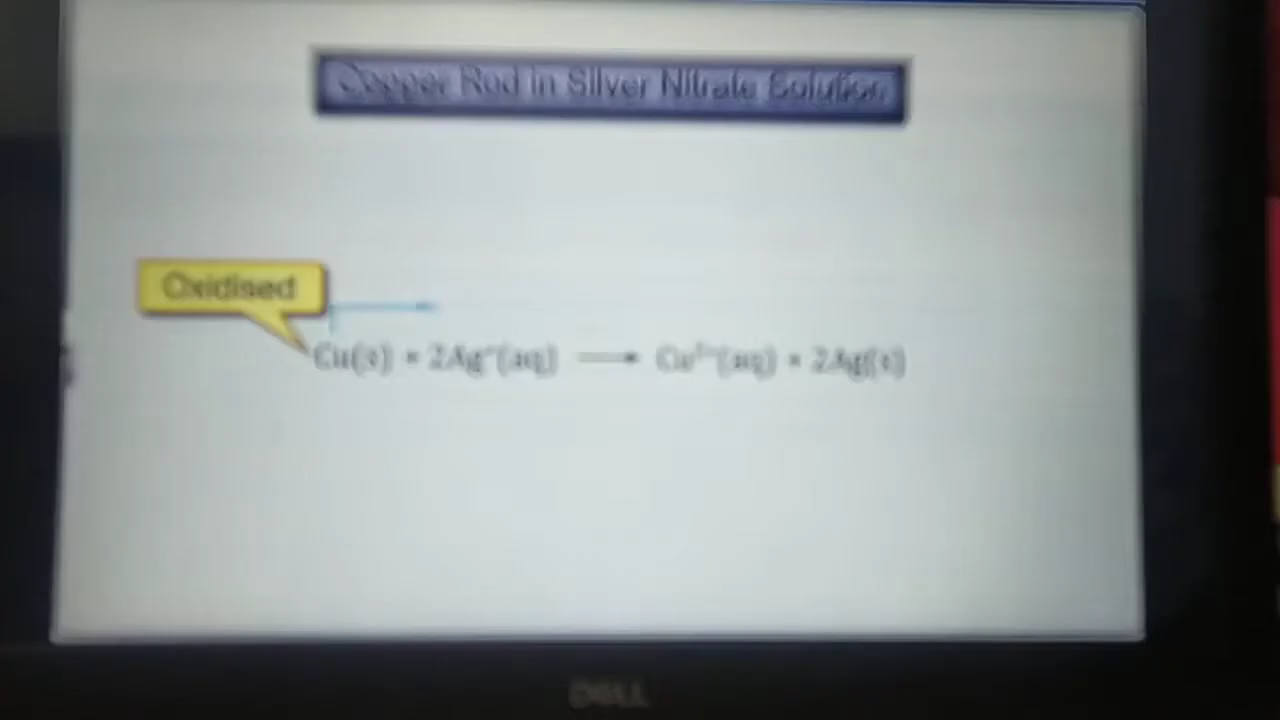 Copper Rod in Silver Nitrate Solution
Oxidised
Cu(s) + 2Ag⁺(aq) ⟶ Cu²⁺(aq) + 2Ag(s)
DELL